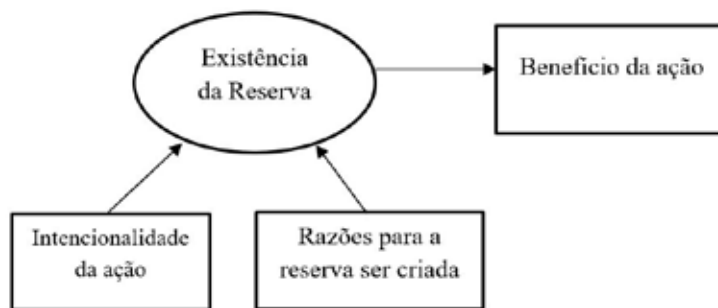 Existência
da Reserva
Benefício da ação
Intencionalidade
da ação
Razões para a
reserva ser criada